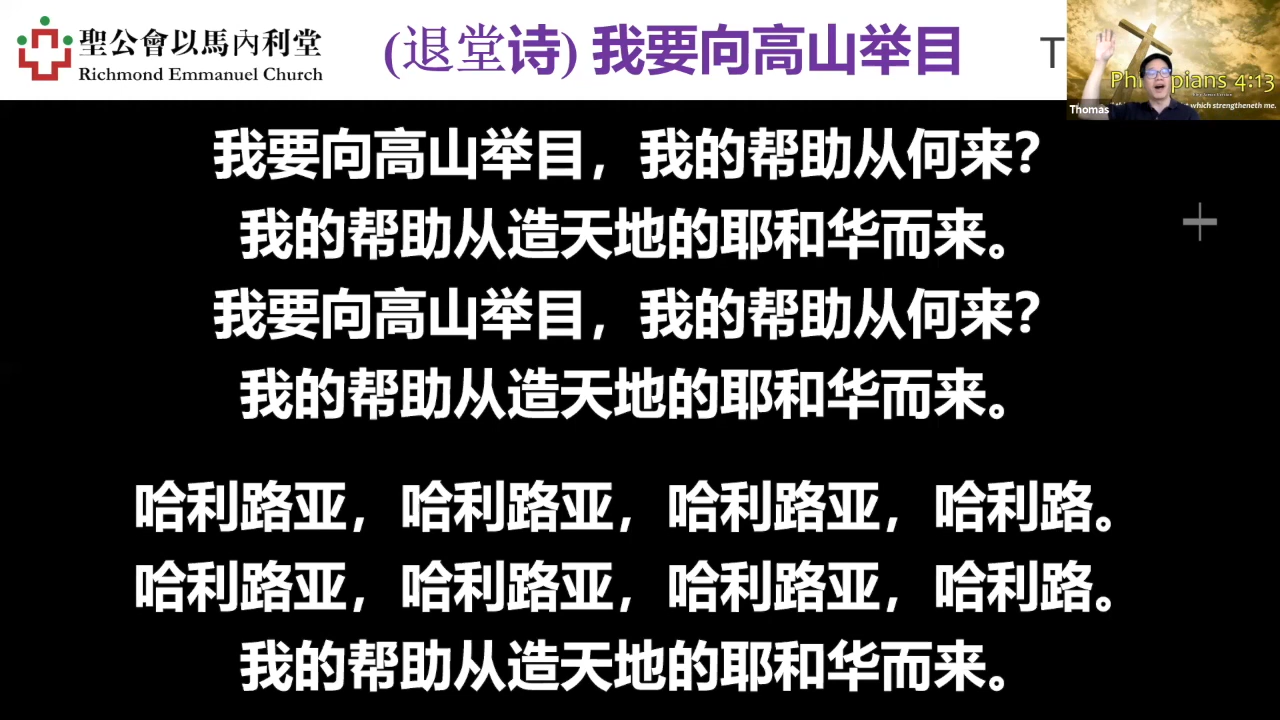 聖公會以馬內利堂
Richmond Emmanuel Church
(退堂诗) 我要向高山举目
T
4:13
which strengtheneth me.
Thomas
我要向高山举目，我的帮助从何来？
我的帮助从造天地的耶和华而来。
我要向高山举目，我的帮助从何来？
我的帮助从造天地的耶和华而来。
哈利路亚，哈利路亚，哈利路亚，哈利路。
哈利路亚，哈利路亚，哈利路亚，哈利路。
我的帮助从造天地的耶和华而来。